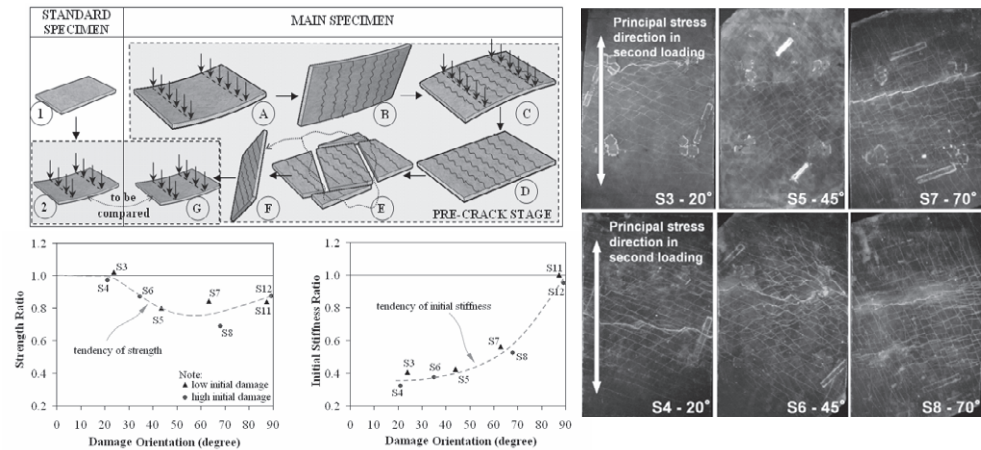 STANDARD
SPECIMEN
MAIN SPECIMEN
1
A
B
C
2
to be
compared
G
F
E
D
PRE-CRACK STAGE
Strength Ratio
1.2
1.0
0.8
0.6
0.4
0.2
S3
S4
S6
S5
S7
S8
S12
S11
tendency of strength
Note:
▲ low initial damage
● high initial damage
0 10 20 30 40 50 60 70 80 90
Damage Orientation (degree)
Initial Stiffness Ratio
1.2
1.0
0.8
0.6
0.4
0.2
tendency of initial stiffness
S11
S12
S3
S4
S6
S5
S7
S8
0 10 20 30 40 50 60 70 80 90
Damage Orientation (degree)
Principal stress
direction in
second loading
S3 - 20°
S5 - 45°
S7 - 70°
Principal stress
direction in
second loading
S4 - 20°
S6 - 45°
S8 - 70°